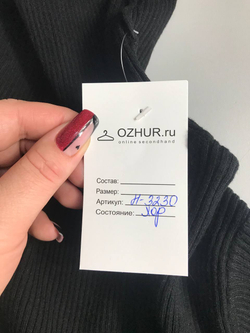 OZHUR.ru
online secondhand
Состав:
Размер:
Артикул: H-3230
Состояние: Хор